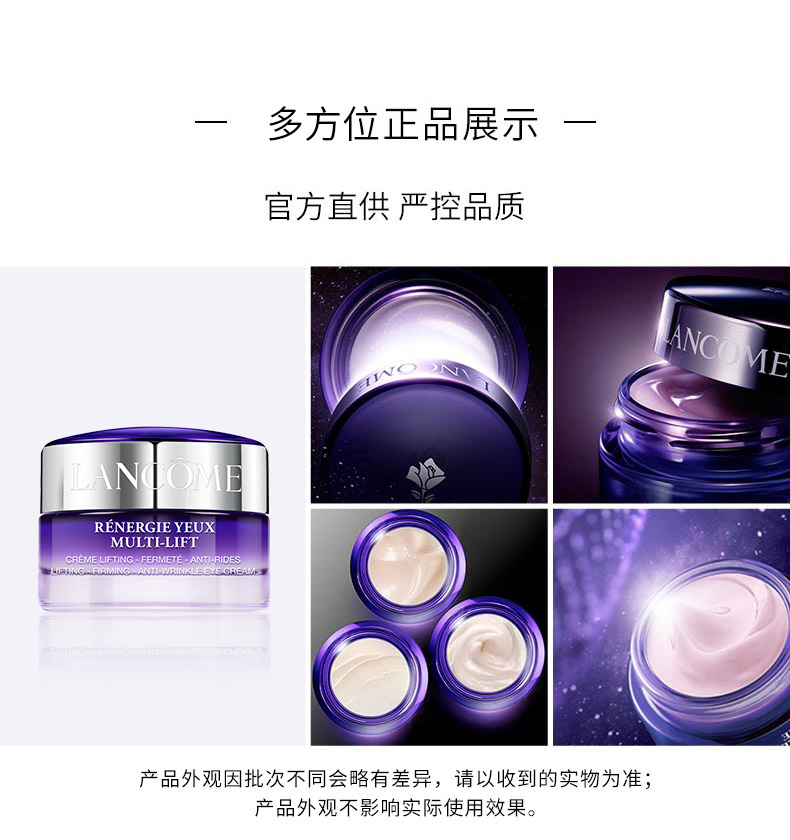 多方位正品展示
官方直供 严控品质
LANCÔME
RÉNERGIE YEUX
MULTI-LIFT
CRÈME LIFTING - FERMETÉ - ANTI-RIDES
LIFTING - FIRMING - ANTI-WRINKLE EYE CREAM
LANCOME
LANCOME
产品外观因批次不同会略有差异，请以收到的实物为准；
产品外观不影响实际使用效果。